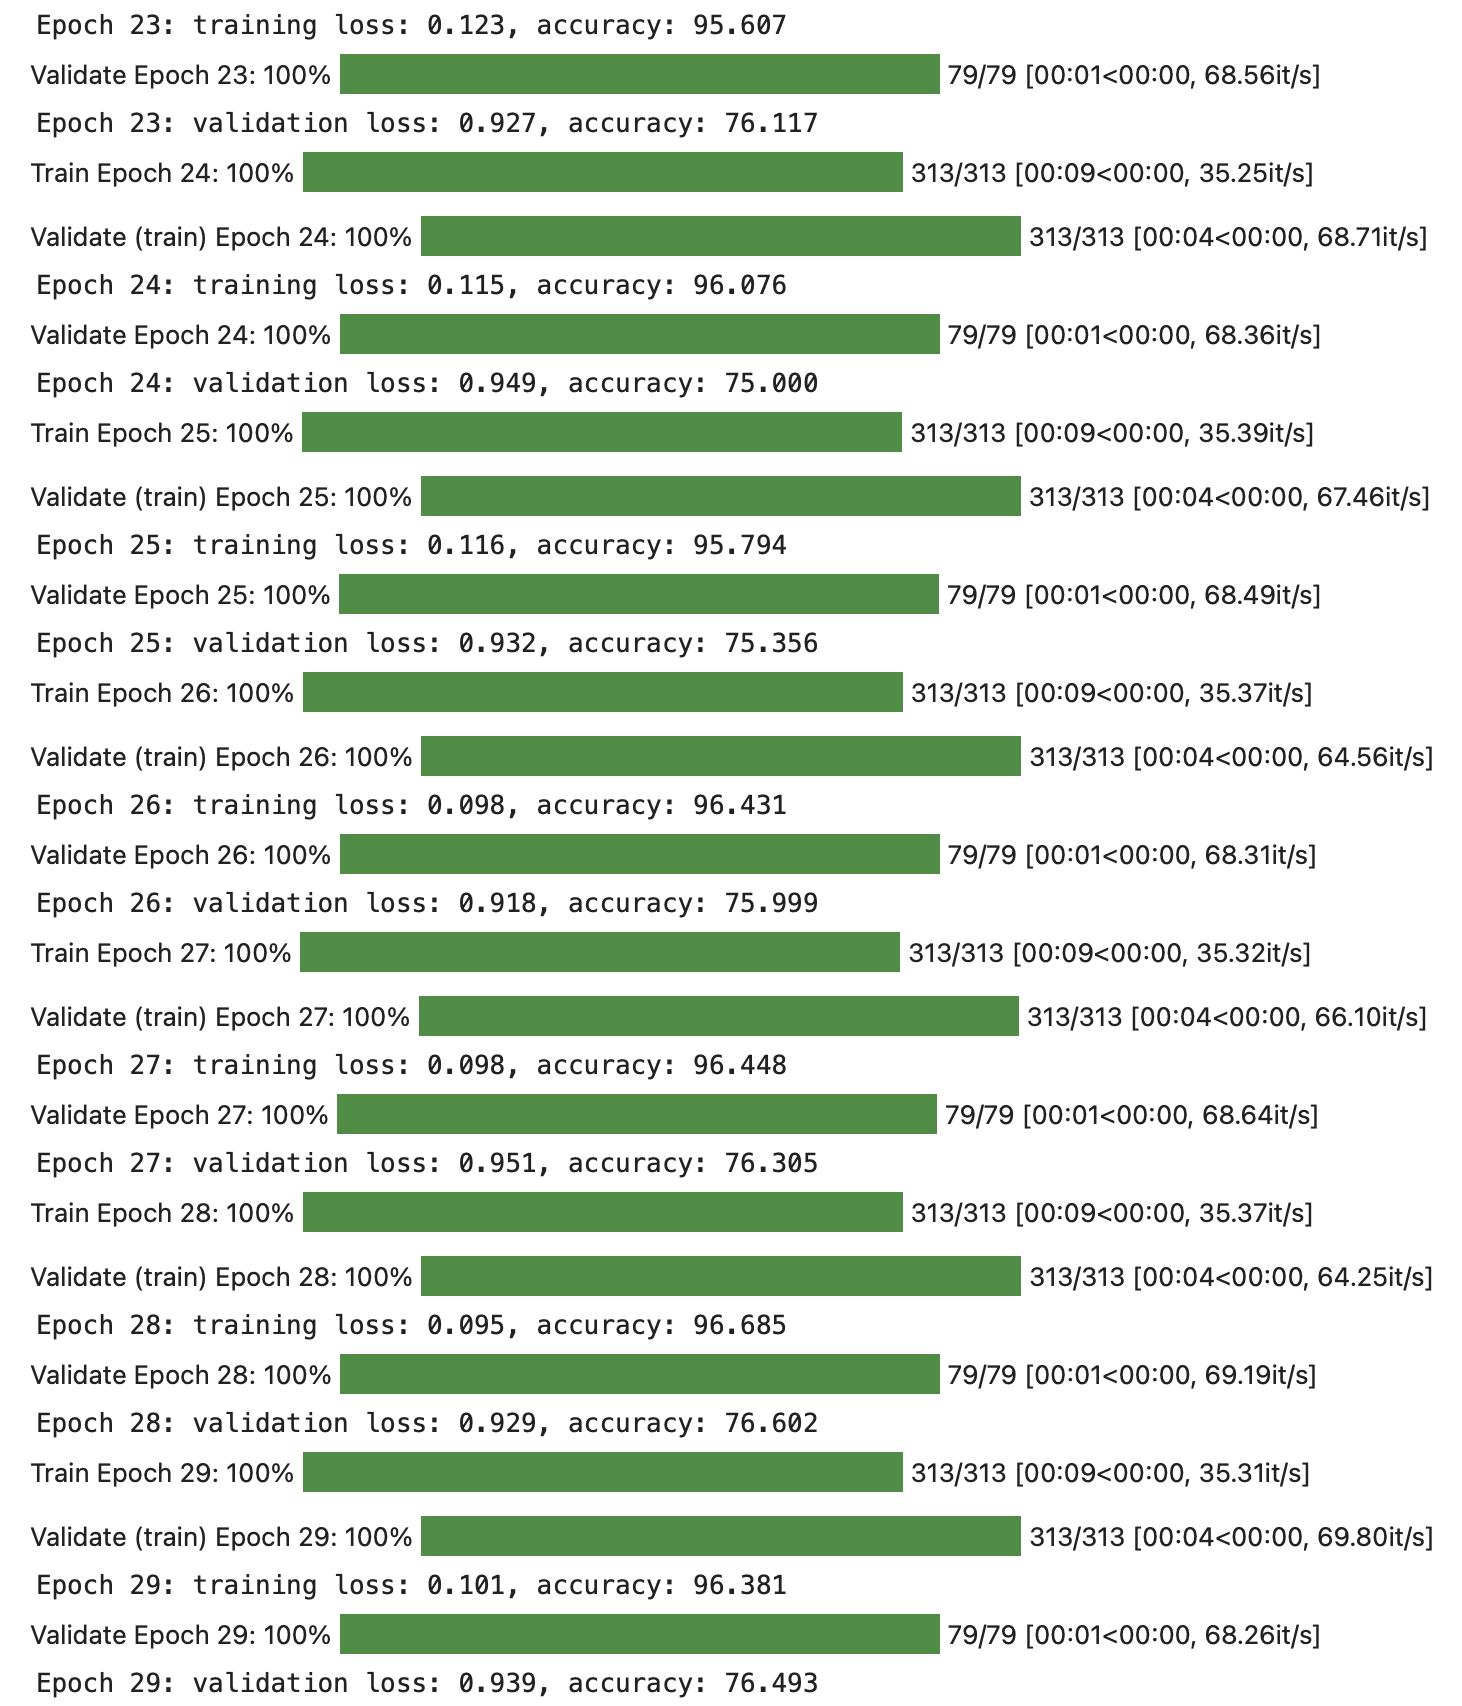 Epoch 23: training loss: 0.123, accuracy: 95.607
Validate Epoch 23: 100% 79/79 [00:01<00:00, 68.56it/s]
Epoch 23: validation loss: 0.927, accuracy: 76.117
Train Epoch 24: 100% 313/313 [00:09<00:00, 35.25it/s]
Validate (train) Epoch 24: 100% 313/313 [00:04<00:00, 68.71it/s]
Epoch 24: training loss: 0.115, accuracy: 96.076
Validate Epoch 24: 100% 79/79 [00:01<00:00, 68.36it/s]
Epoch 24: validation loss: 0.949, accuracy: 75.000
Train Epoch 25: 100% 313/313 [00:09<00:00, 35.39it/s]
Validate (train) Epoch 25: 100% 313/313 [00:04<00:00, 67.46it/s]
Epoch 25: training loss: 0.116, accuracy: 95.794
Validate Epoch 25: 100% 79/79 [00:01<00:00, 68.49it/s]
Epoch 25: validation loss: 0.932, accuracy: 75.356
Train Epoch 26: 100% 313/313 [00:09<00:00, 35.37it/s]
Validate (train) Epoch 26: 100% 313/313 [00:04<00:00, 64.56it/s]
Epoch 26: training loss: 0.098, accuracy: 96.431
Validate Epoch 26: 100% 79/79 [00:01<00:00, 68.31it/s]
Epoch 26: validation loss: 0.918, accuracy: 75.999
Train Epoch 27: 100% 313/313 [00:09<00:00, 35.32it/s]
Validate (train) Epoch 27: 100% 313/313 [00:04<00:00, 66.10it/s]
Epoch 27: training loss: 0.098, accuracy: 96.448
Validate Epoch 27: 100% 79/79 [00:01<00:00, 68.64it/s]
Epoch 27: validation loss: 0.951, accuracy: 76.305
Train Epoch 28: 100% 313/313 [00:09<00:00, 35.37it/s]
Validate (train) Epoch 28: 100% 313/313 [00:04<00:00, 64.25it/s]
Epoch 28: training loss: 0.095, accuracy: 96.685
Validate Epoch 28: 100% 79/79 [00:01<00:00, 69.19it/s]
Epoch 28: validation loss: 0.929, accuracy: 76.602
Train Epoch 29: 100% 313/313 [00:09<00:00, 35.31it/s]
Validate (train) Epoch 29: 100% 313/313 [00:04<00:00, 69.80it/s]
Epoch 29: training loss: 0.101, accuracy: 96.381
Validate Epoch 29: 100% 79/79 [00:01<00:00, 68.26it/s]
Epoch 29: validation loss: 0.939, accuracy: 76.493